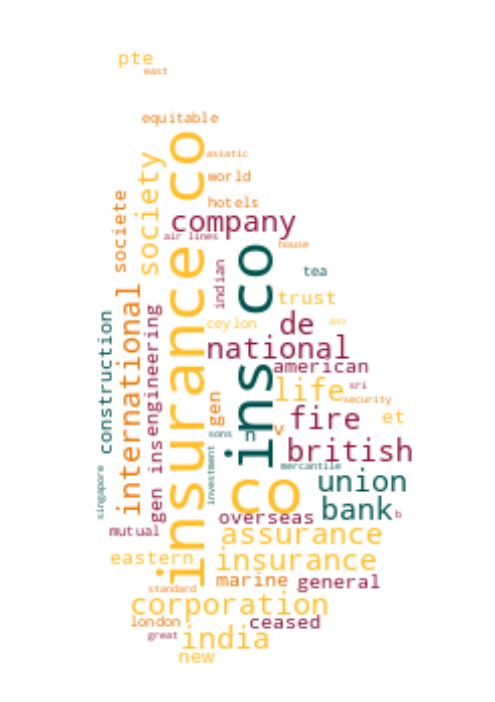 pte
east
equitable
insurance co
asiatic
society
world
societe
hotels
company
air lines
house
ins co
indian
tea
international
trust
engineering
construction
ceylon
de
ass
national
american
life
sri
security
gen
fire
et
v
sons
n
british
gen ins
mercantile
investment
singapore
union
co
bank
b
overseas
mutual
assurance
eastern
insurance
marine
general
standard
corporation
london
ceased
great
india
new